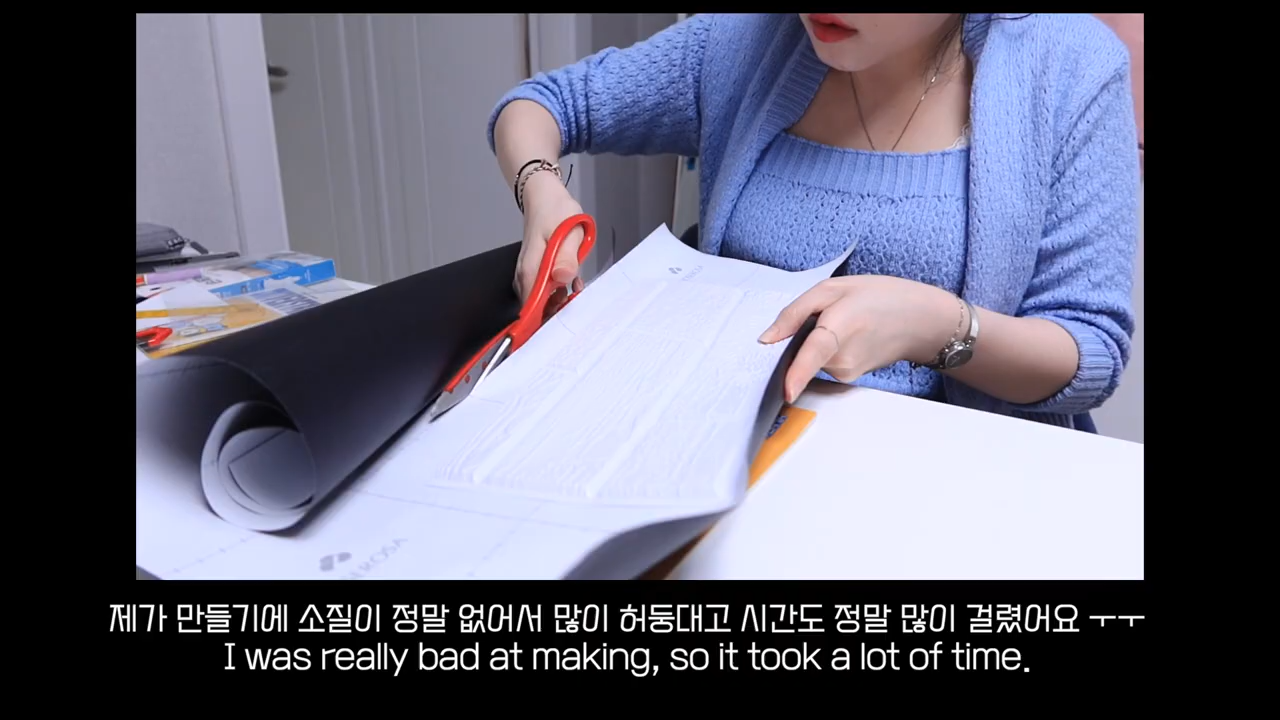 제가 만들기에 소질이 정말 없어서 많이 허둥대고 시간도 정말 많이 걸렸어요 ㅜㅜ
I was really bad at making, so it took a lot of time.